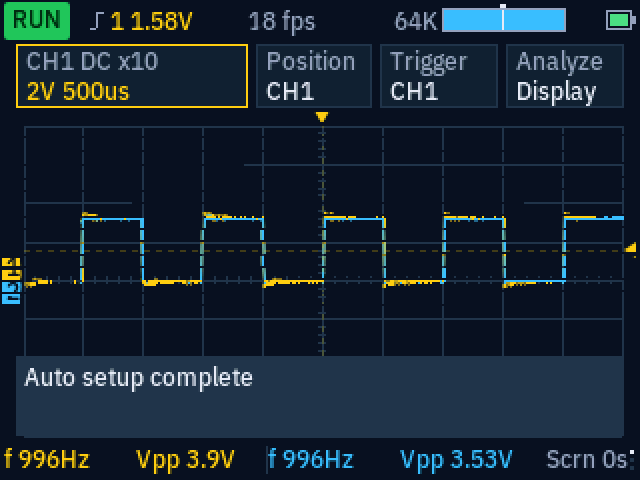 RUN 1 1.58V 18 fps 64K
CH1 DC x10 Position Trigger Analyze
2V 500us CH1 CH1 Display
Auto setup complete
f 996Hz Vpp 3.9V f 996Hz Vpp 3.53V Scrn 0s